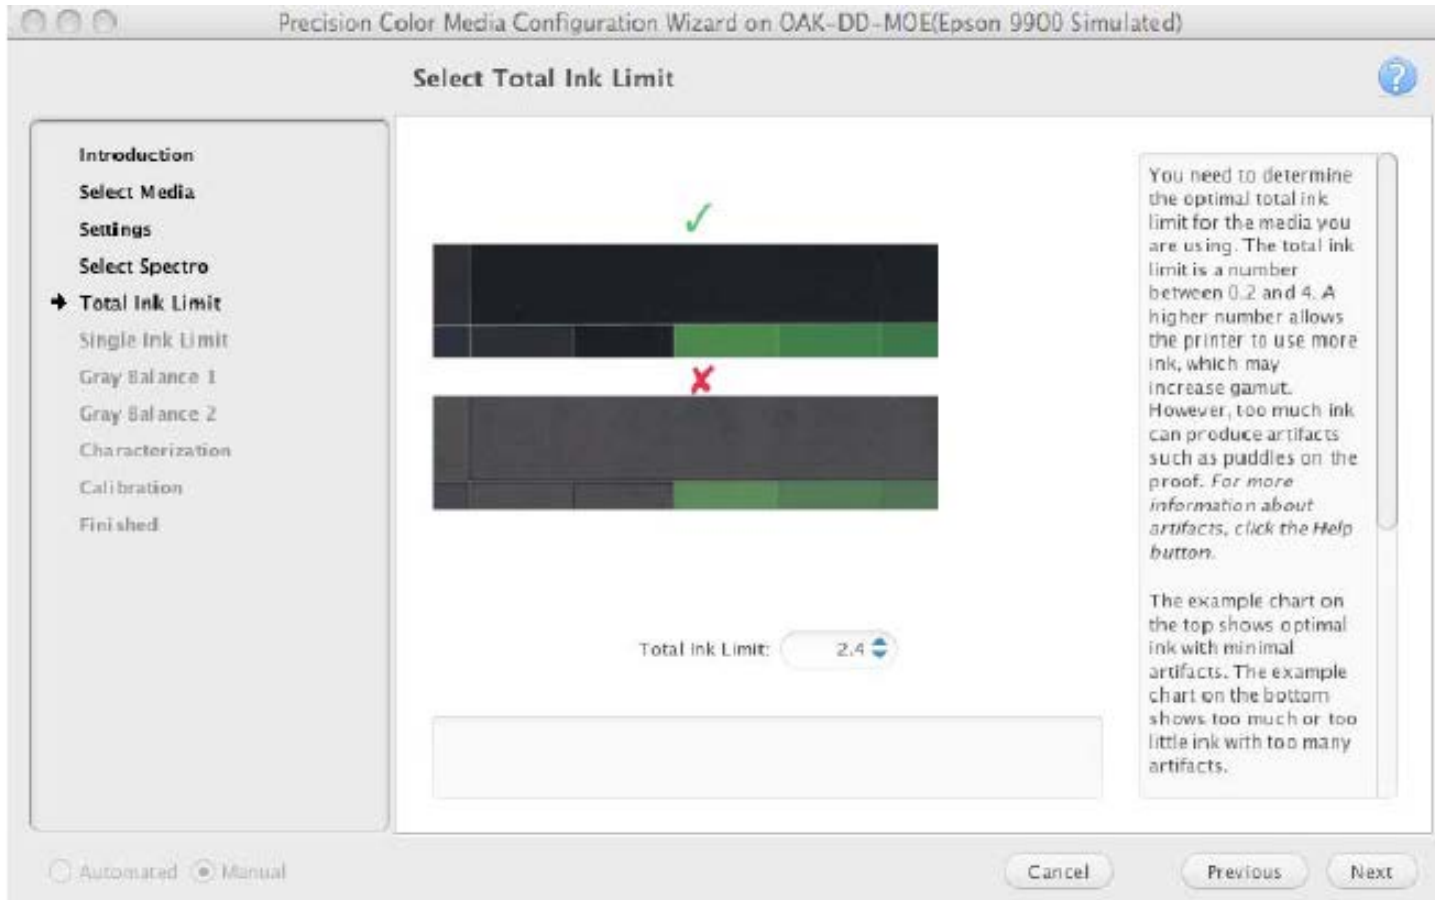 Precision Color Media Configuration Wizard on OAK-DD-MOE(Epson 9900 Simulated)
Select Total Ink Limit
?
Introduction
Select Media
Settings
Select Spectro
Total Ink Limit
Single Ink Limit
Gray Balance 1
Gray Balance 2
Characterization
Calibration
Finished
Total Ink Limit: 2.4
You need to determine
the optimal total ink
limit for the media you
are using. The total ink
limit is a number
between 0.2 and 4. A
higher number allows
the printer to use more
ink, which may
increase gamut.
However, too much ink
can produce artifacts
such as puddles on the
proof. For more
information about
artifacts, click the Help
button.
The example chart on
the top shows optimal
ink with minimal
artifacts. The example
chart on the bottom
shows too much or too
little ink with too many
artifacts.
Automated Manual
Cancel Previous Next